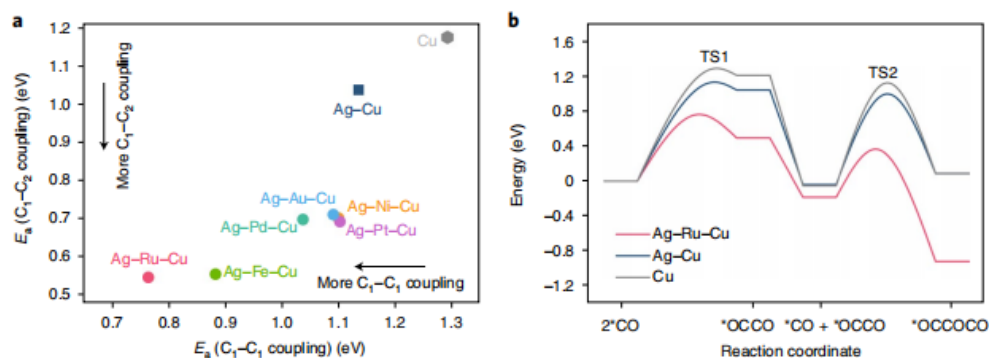 a
1.2
1.1
1.0
0.9
0.8
0.7
0.6
0.5
Eₐ (C₁–C₂ coupling) (eV)
More C₁–C₂ coupling
Cu
Ag–Cu
Ag–Au–Cu
Ag–Ni–Cu
Ag–Pd–Cu
Ag–Pt–Cu
Ag–Ru–Cu
Ag–Fe–Cu
More C₁–C₁ coupling
0.7 0.8 0.9 1.0 1.1 1.2 1.3
Eₐ (C₁–C₁ coupling) (eV)
b
1.6
1.2
0.8
0.4
0
–0.4
–0.8
–1.2
Energy (eV)
TS1
TS2
Ag–Ru–Cu
Ag–Cu
Cu
2*CO *OCCO *CO + *OCCO *OCCOCO
Reaction coordinate